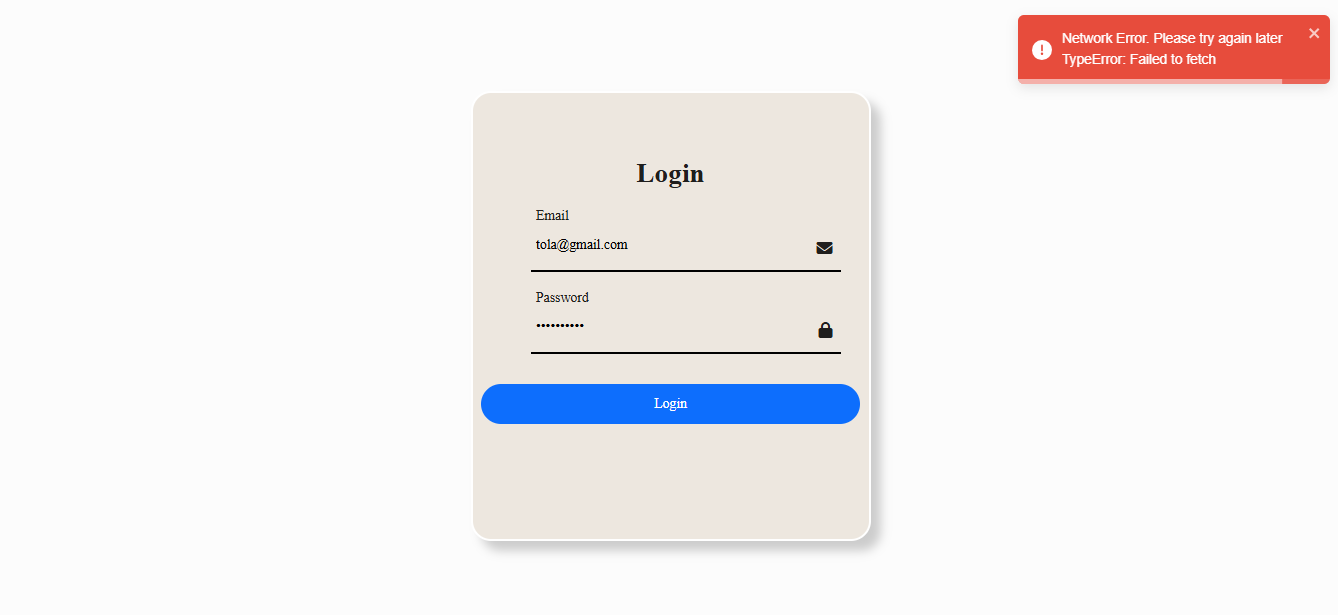 Network Error. Please try again later
TypeError: Failed to fetch
Login
Email
tola@gmail.com
Password
••••••••••
Login